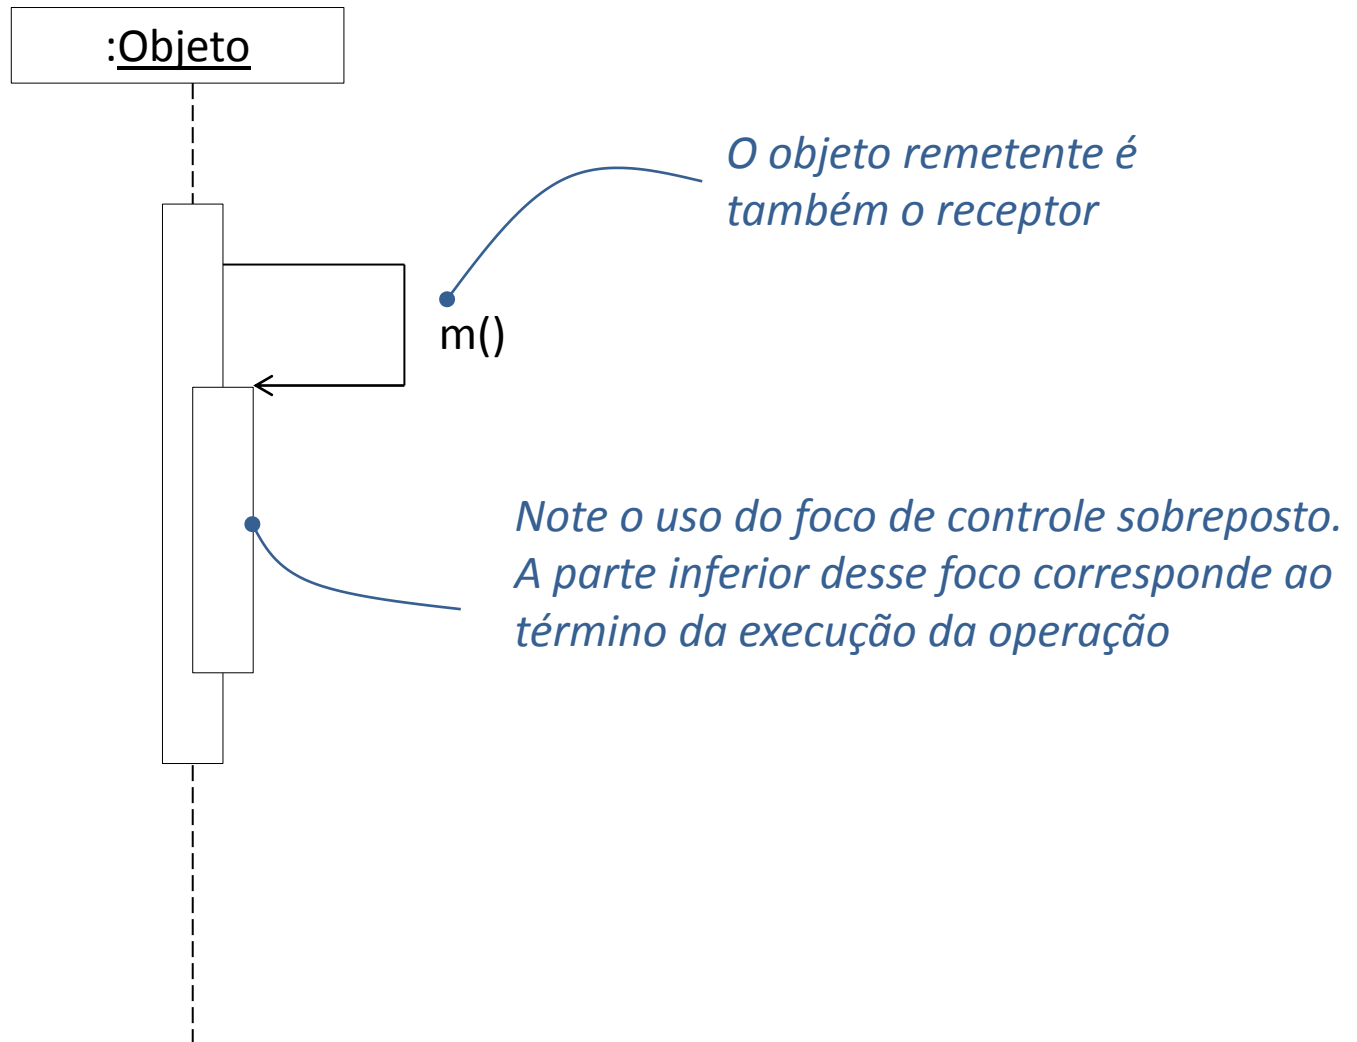 :Objeto
O objeto remetente é
também o receptor
m()
Note o uso do foco de controle sobreposto.
A parte inferior desse foco corresponde ao
término da execução da operação